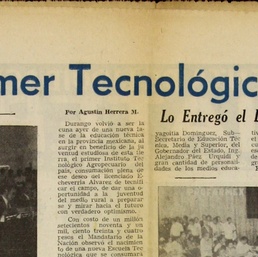 mer Tecnológic
Por Agustín Herrera M.
Durango volvió a ser la
cuna ayer de una nueva fa-
se de la educación técnica
en la provincia mexicana, al
surgir en beneficio de la ju-
ventud estudiosa de esta tie-
rra, el primer Instituto Tec-
nológico Agropecuario del
país, consumación plena de
ese deseo del licenciado
Echeverría Alvarez de tecnifi-
car el campo, de dar una o-
portunidad a la juventud
del medio rural a prepararse
y mirar hacia el futuro
con verdadero optimismo.
Con costo de un millón
setecientos noventa y un
mil, ciento treinta y cuatro
pesos el Mandatario de la
Nación observó el nacimien-
to de una nueva Escuela Tec-
nológica que se consumará
Lo Entregó el
yaguitia Domínguez, Sub-
Secretario de Educación Téc-
nica, Media y Superior, del
Gobernador del Estado, Ing.
Alejandro Páez Urquidi y
gran cantidad de personali-
dades de los medios educa-